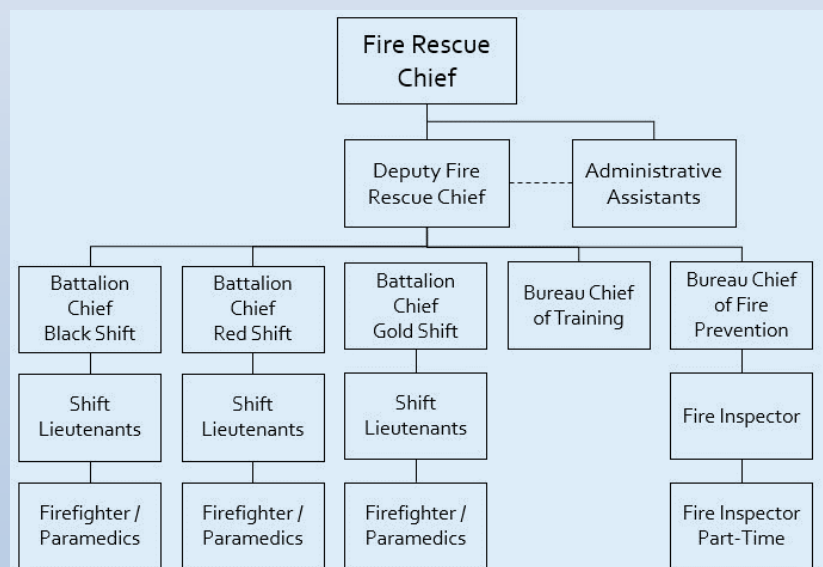 Fire Rescue
Chief
Deputy Fire
Rescue Chief
Administrative
Assistants
Battalion
Chief
Black Shift
Battalion
Chief
Red Shift
Battalion
Chief
Gold Shift
Bureau Chief
of Training
Bureau Chief
of Fire
Prevention
Shift
Lieutenants
Shift
Lieutenants
Shift
Lieutenants
Fire Inspector
Firefighter /
Paramedics
Firefighter /
Paramedics
Firefighter /
Paramedics
Fire Inspector
Part-Time